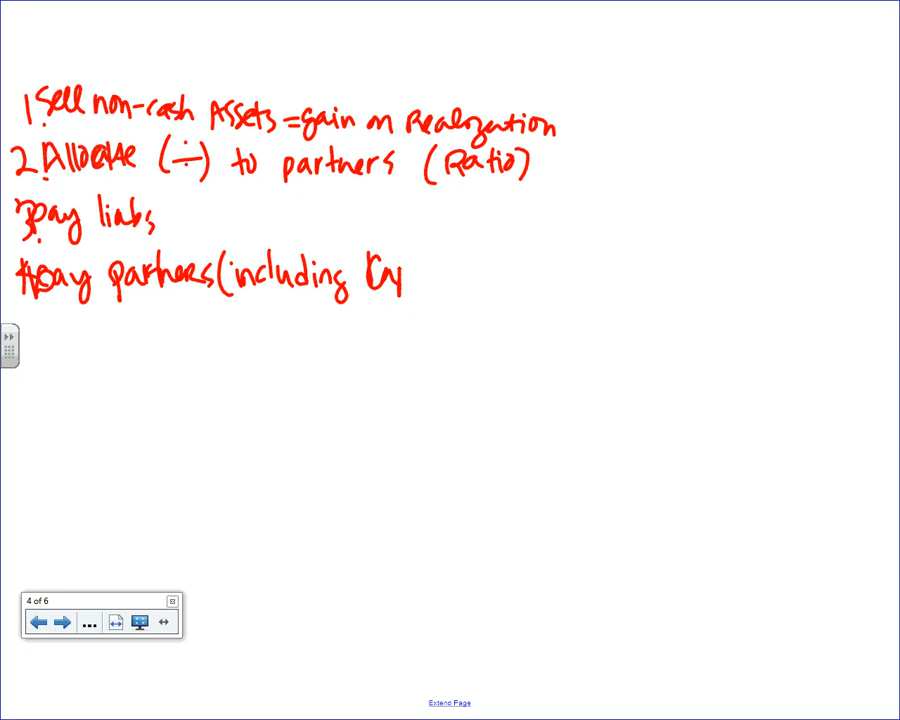 1. Sell non-cash Assets = gain on Realization
2. Allocate (÷) to partners (Ratio)
3. pay liabs
4. pay partners (including Cap
4 of 6
...
Extend Page